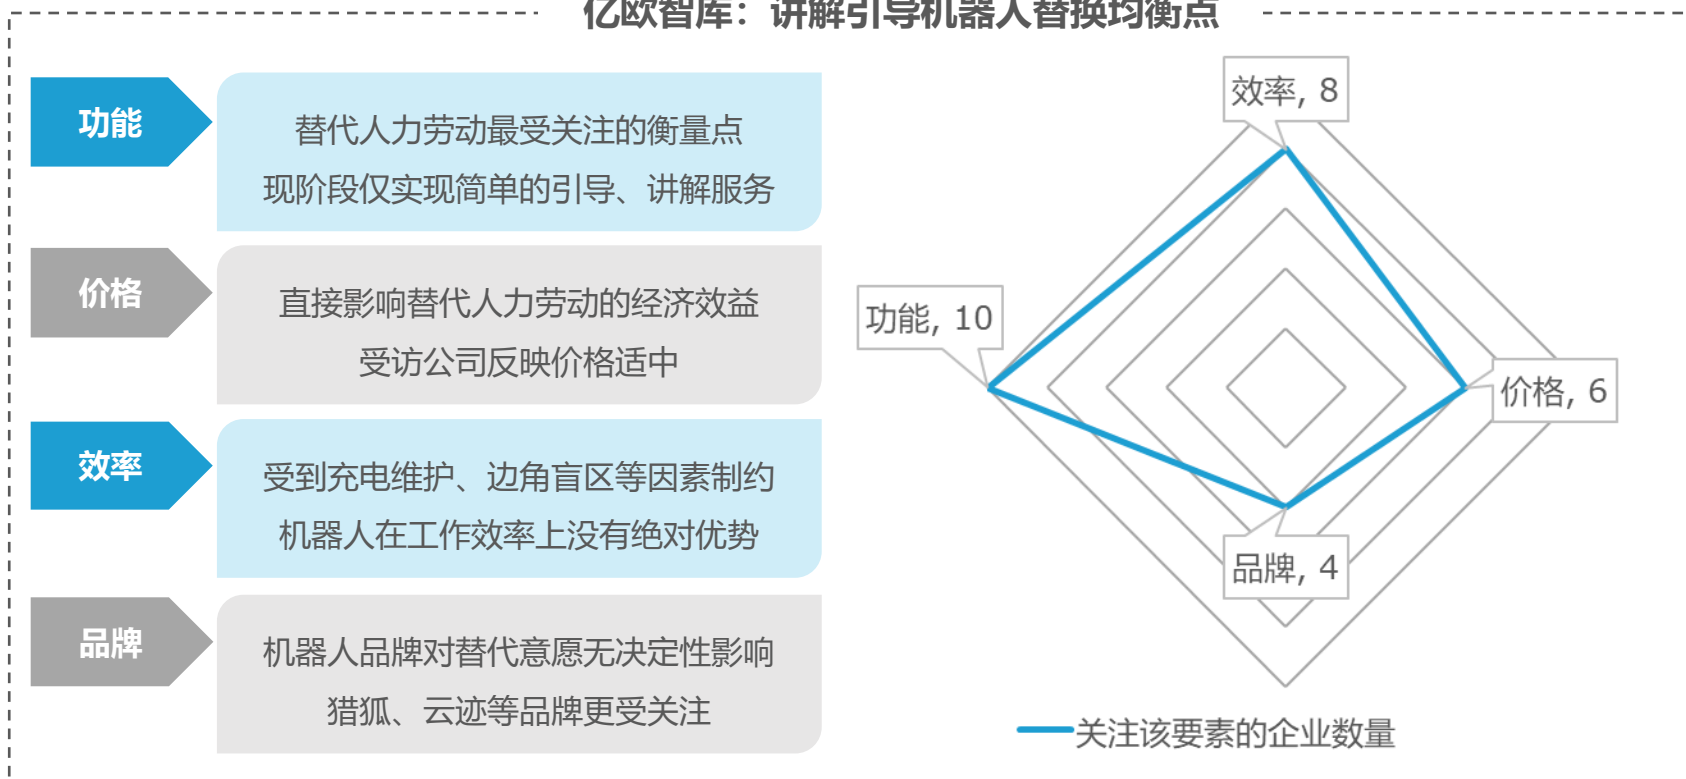 亿欧智库：讲解引导机器人替换均衡点
功能
替代人力劳动最受关注的衡量点
现阶段仅实现简单的引导、讲解服务
价格
直接影响替代人力劳动的经济效益
受访公司反映价格适中
效率
受到充电维护、边角盲区等因素制约
机器人在工作效率上没有绝对优势
品牌
机器人品牌对替代意愿无决定性影响
猎狐、云迹等品牌更受关注
效率, 8
功能, 10
价格, 6
品牌, 4
关注该要素的企业数量